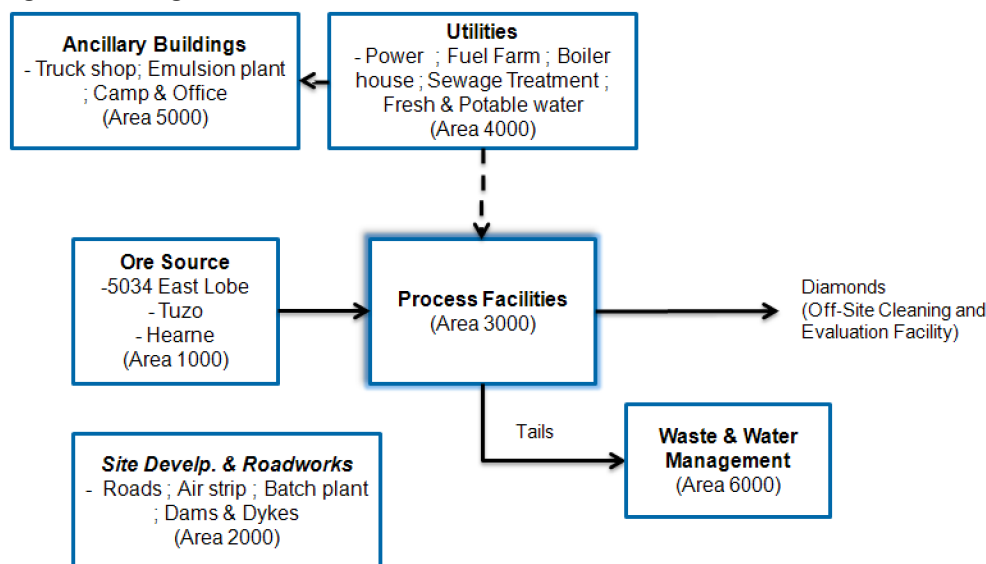 Ancillary Buildings
- Truck shop; Emulsion plant
; Camp & Office
(Area 5000)
Utilities
- Power ; Fuel Farm ; Boiler
house ; Sewage Treatment ;
Fresh & Potable water
(Area 4000)
Ore Source
-5034 East Lobe
- Tuzo
- Hearne
(Area 1000)
Process Facilities
(Area 3000)
Diamonds
(Off-Site Cleaning and
Evaluation Facility)
Tails
Waste & Water
Management
(Area 6000)
Site Develp. & Roadworks
- Roads ; Air strip ; Batch plant
; Dams & Dykes
(Area 2000)